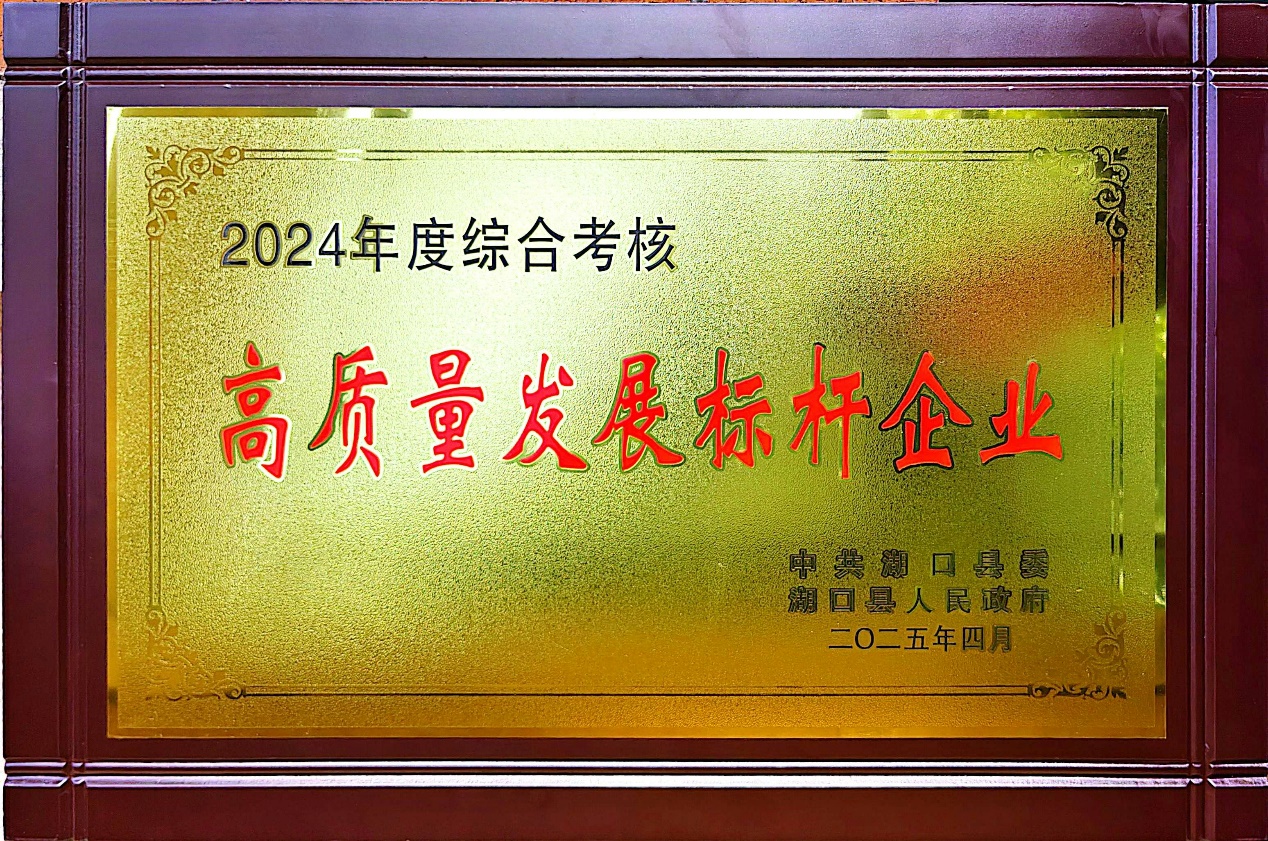 2024年度综合考核
高质量发展标杆企业
中共湖口县委
湖口县人民政府
二〇二五年四月